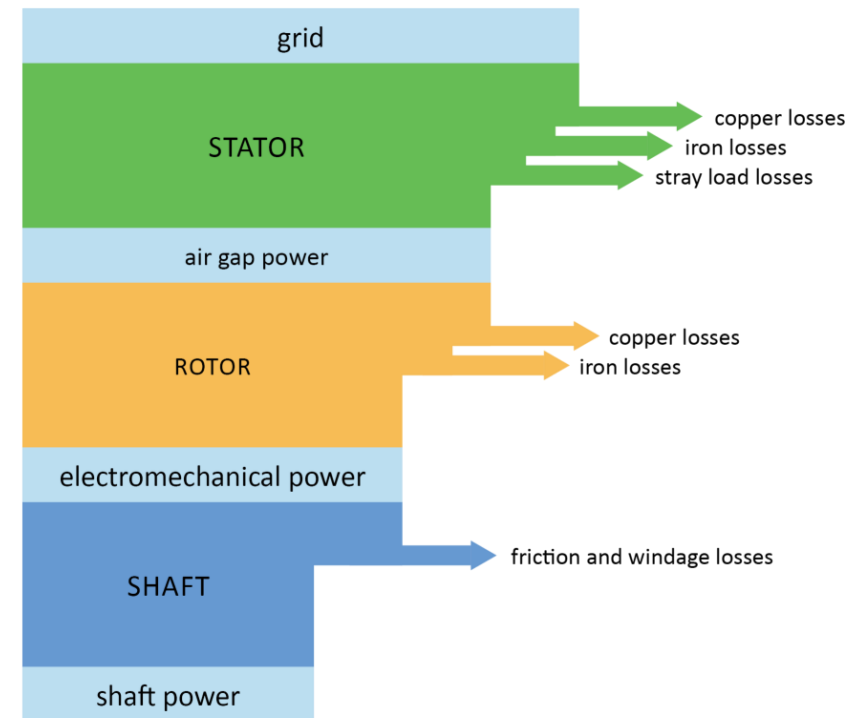 grid
STATOR
copper losses
iron losses
stray load losses
air gap power
ROTOR
copper losses
iron losses
electromechanical power
SHAFT
friction and windage losses
shaft power